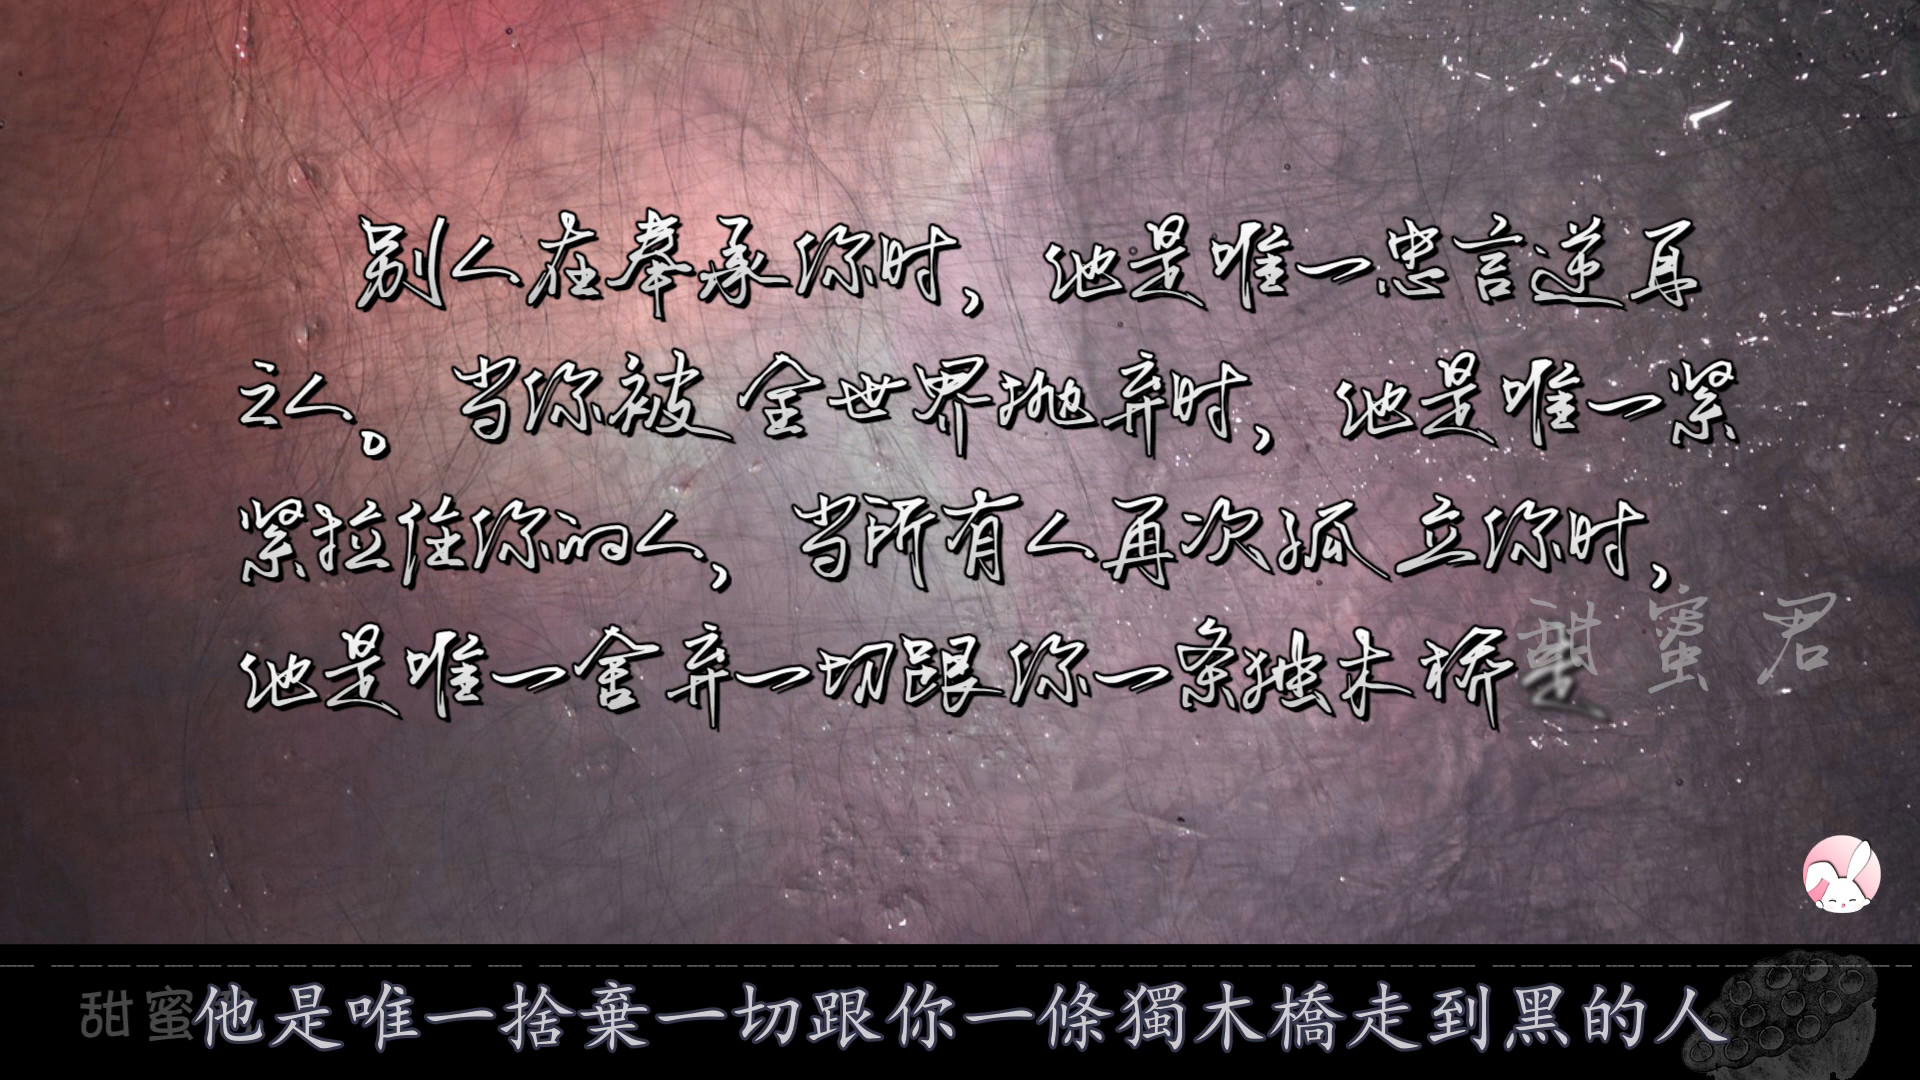 别人在奉承你时，他是唯一忠言逆耳
之人。当你被全世界抛弃时，他是唯一紧
紧拉住你的人，当所有人再次孤立你时，
他是唯一舍弃一切跟你一条独木桥走
甜蜜君
甜蜜
他是唯一捨棄一切跟你一條獨木橋走到黑的人